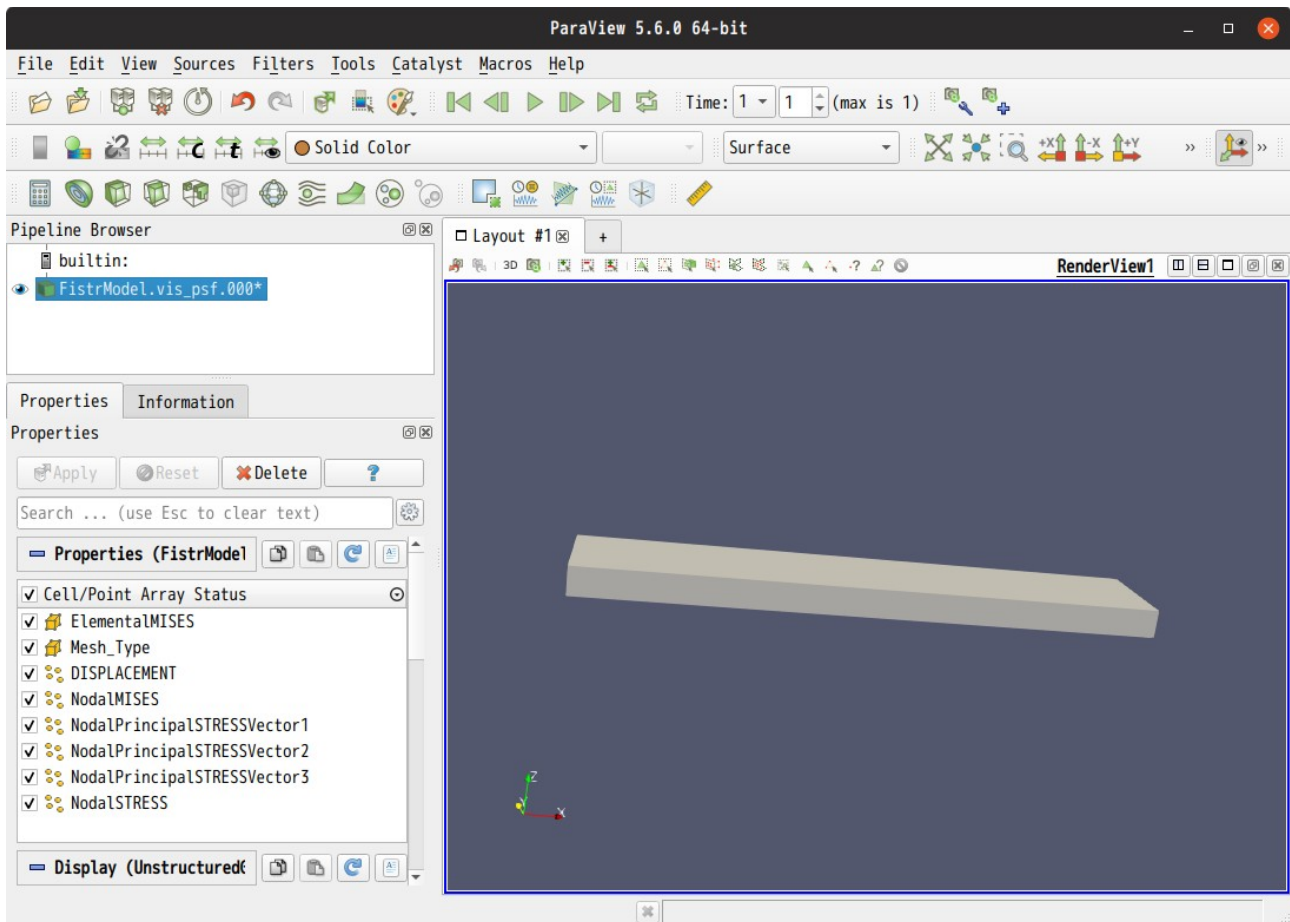 ParaView 5.6.0 64-bit
File Edit View Sources Filters Tools Catalyst Macros Help
Time: 1 1 (max is 1)
Solid Color Surface +X -X +Y »  »
Pipeline Browser
builtin:
FistrModel.vis_psf.000*
Layout #1 +
3D RenderView1
Properties Information
Properties
Apply Reset Delete ?
Search ... (use Esc to clear text)
Properties (FistrModel
Cell/Point Array Status
ElementalMISES
Mesh_Type
DISPLACEMENT
NodalMISES
NodalPrincipalSTRESSVector1
NodalPrincipalSTRESSVector2
NodalPrincipalSTRESSVector3
NodalSTRESS
Display (Unstructured
Z
Y
X